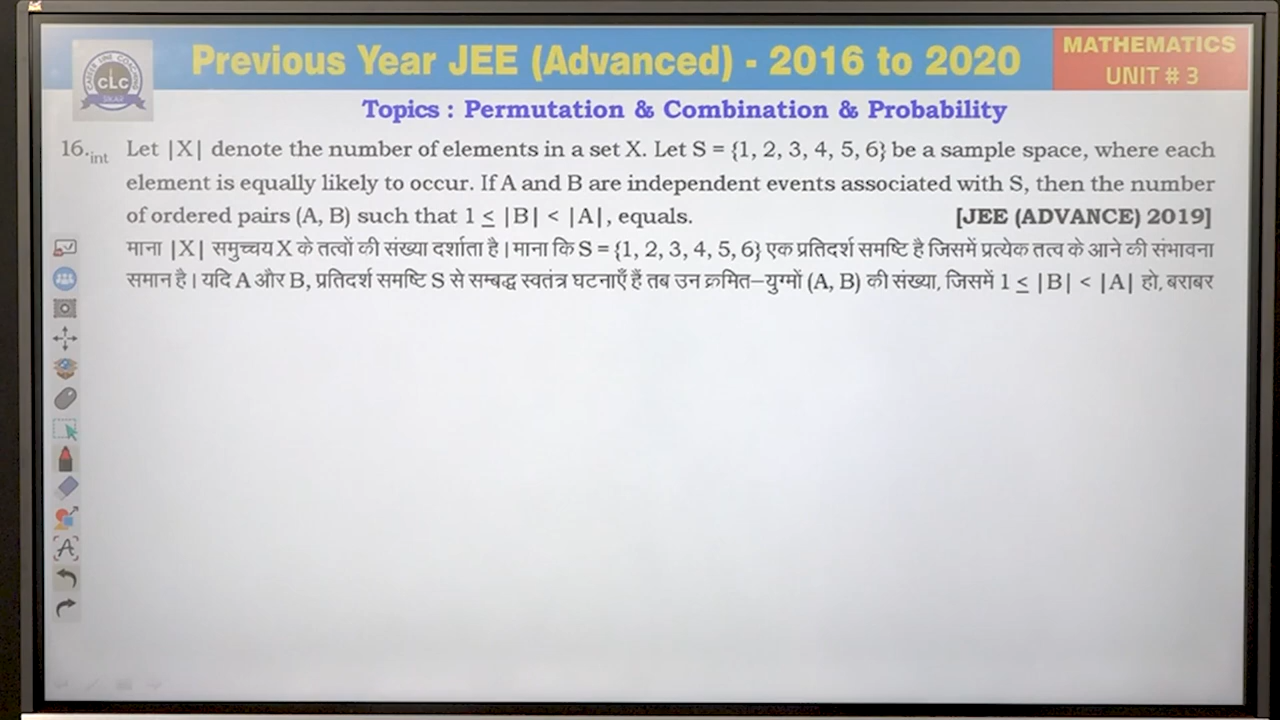 Previous Year JEE (Advanced) - 2016 to 2020
MATHEMATICS
UNIT # 3
CAREER LINE COACHING
CLC
SIKAR
Topics : Permutation & Combination & Probability
16.int Let |X| denote the number of elements in a set X. Let S = {1, 2, 3, 4, 5, 6} be a sample space, where each
element is equally likely to occur. If A and B are independent events associated with S, then the number
of ordered pairs (A, B) such that 1 ≤ |B| < |A|, equals. [JEE (ADVANCE) 2019]
माना |X| समुच्चय X के तत्वों की संख्या दर्शाता है। माना कि S = {1, 2, 3, 4, 5, 6} एक प्रतिदर्श समष्टि है जिसमें प्रत्येक तत्व के आने की संभावना
समान है। यदि A और B, प्रतिदर्श समष्टि S से सम्बद्ध स्वतंत्र घटनाएँ हैं तब उन क्रमित–युग्मों (A, B) की संख्या, जिसमें 1 ≤ |B| < |A| हो, बराबर